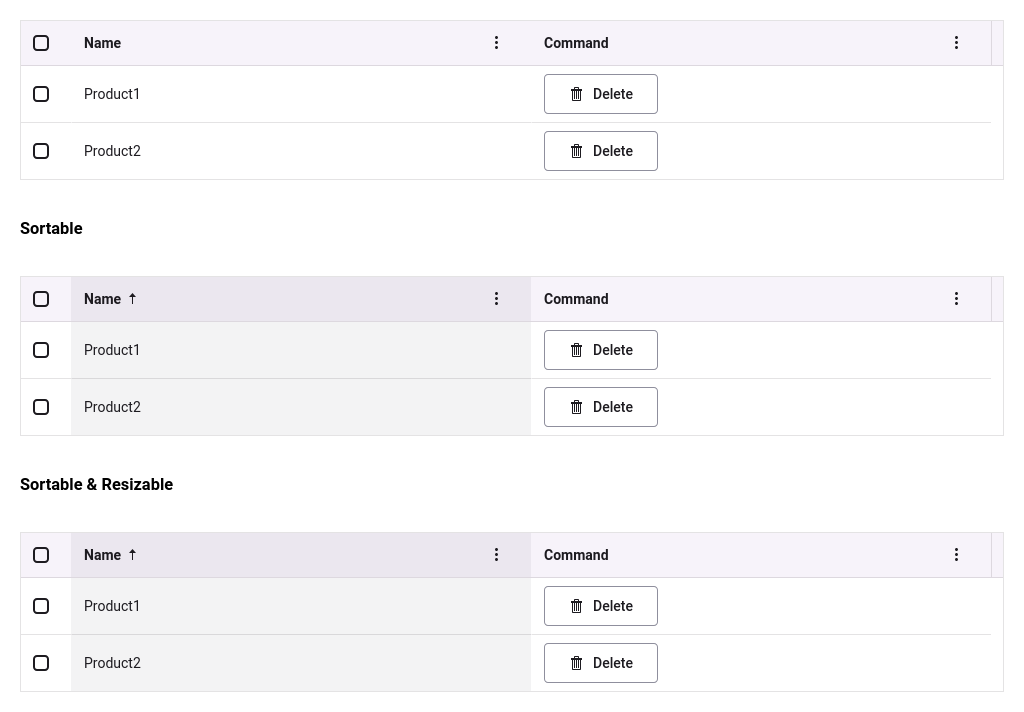 Name Command
Product1 Delete
Product2 Delete
Sortable
Name ↑ Command
Product1 Delete
Product2 Delete
Sortable & Resizable
Name ↑ Command
Product1 Delete
Product2 Delete